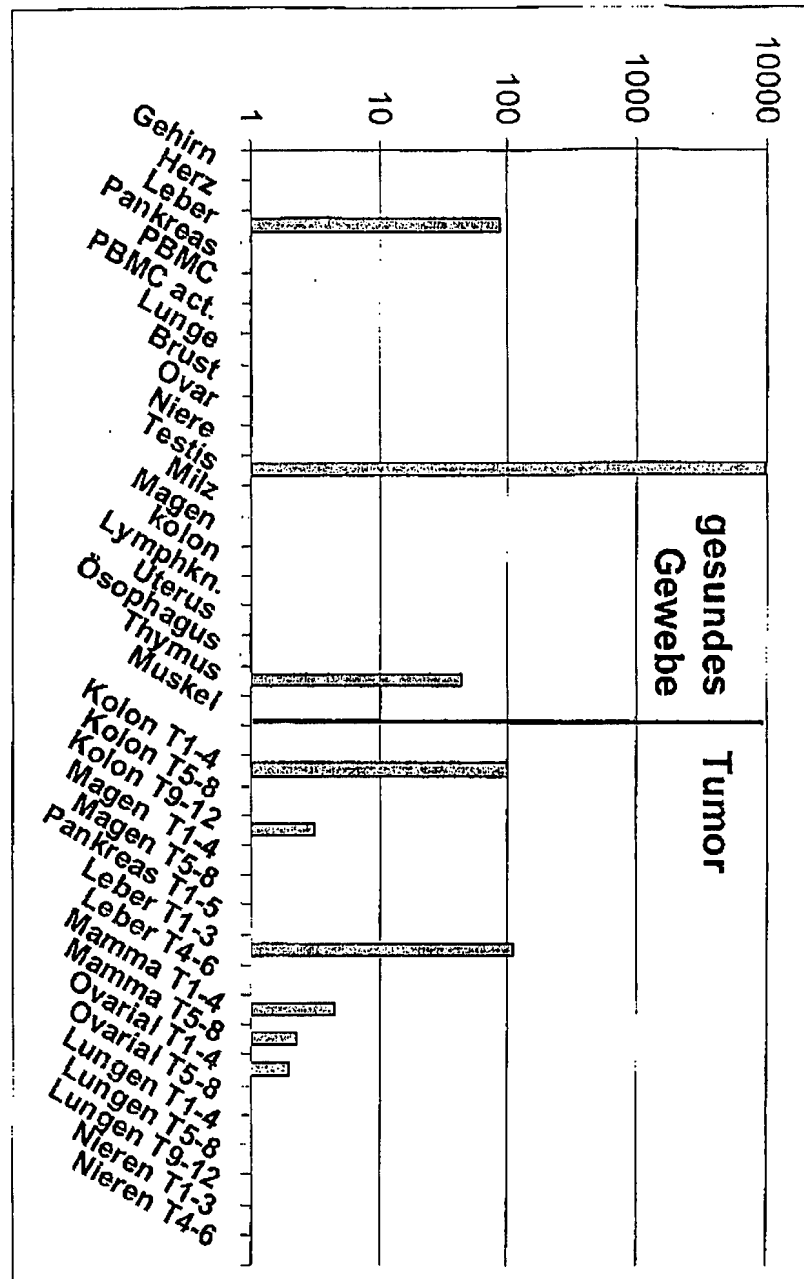 10000
1000
100
10
1
gesundes
Gewebe
Tumor
Gehirn
Herz
Leber
Pankreas
PBMC
PBMC act.
Lunge
Brust
Ovar
Niere
Testis
Milz
Magen
kolon
Lymphkn.
Uterus
Ösophagus
Thymus
Muskel
Kolon T1-4
Kolon T5-8
Kolon T9-12
Magen T1-4
Magen T5-8
Pankreas T1-5
Leber T1-3
Leber T4-6
Mamma T1-4
Mamma T5-8
Ovarial T1-4
Ovarial T5-8
Lungen T1-4
Lungen T5-8
Lungen T9-12
Nieren T1-3
Nieren T4-6